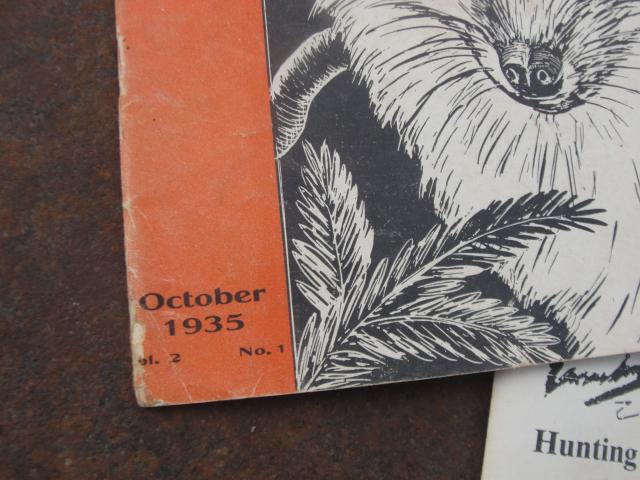 October
1935
ol. 2 No. 1
Hunting